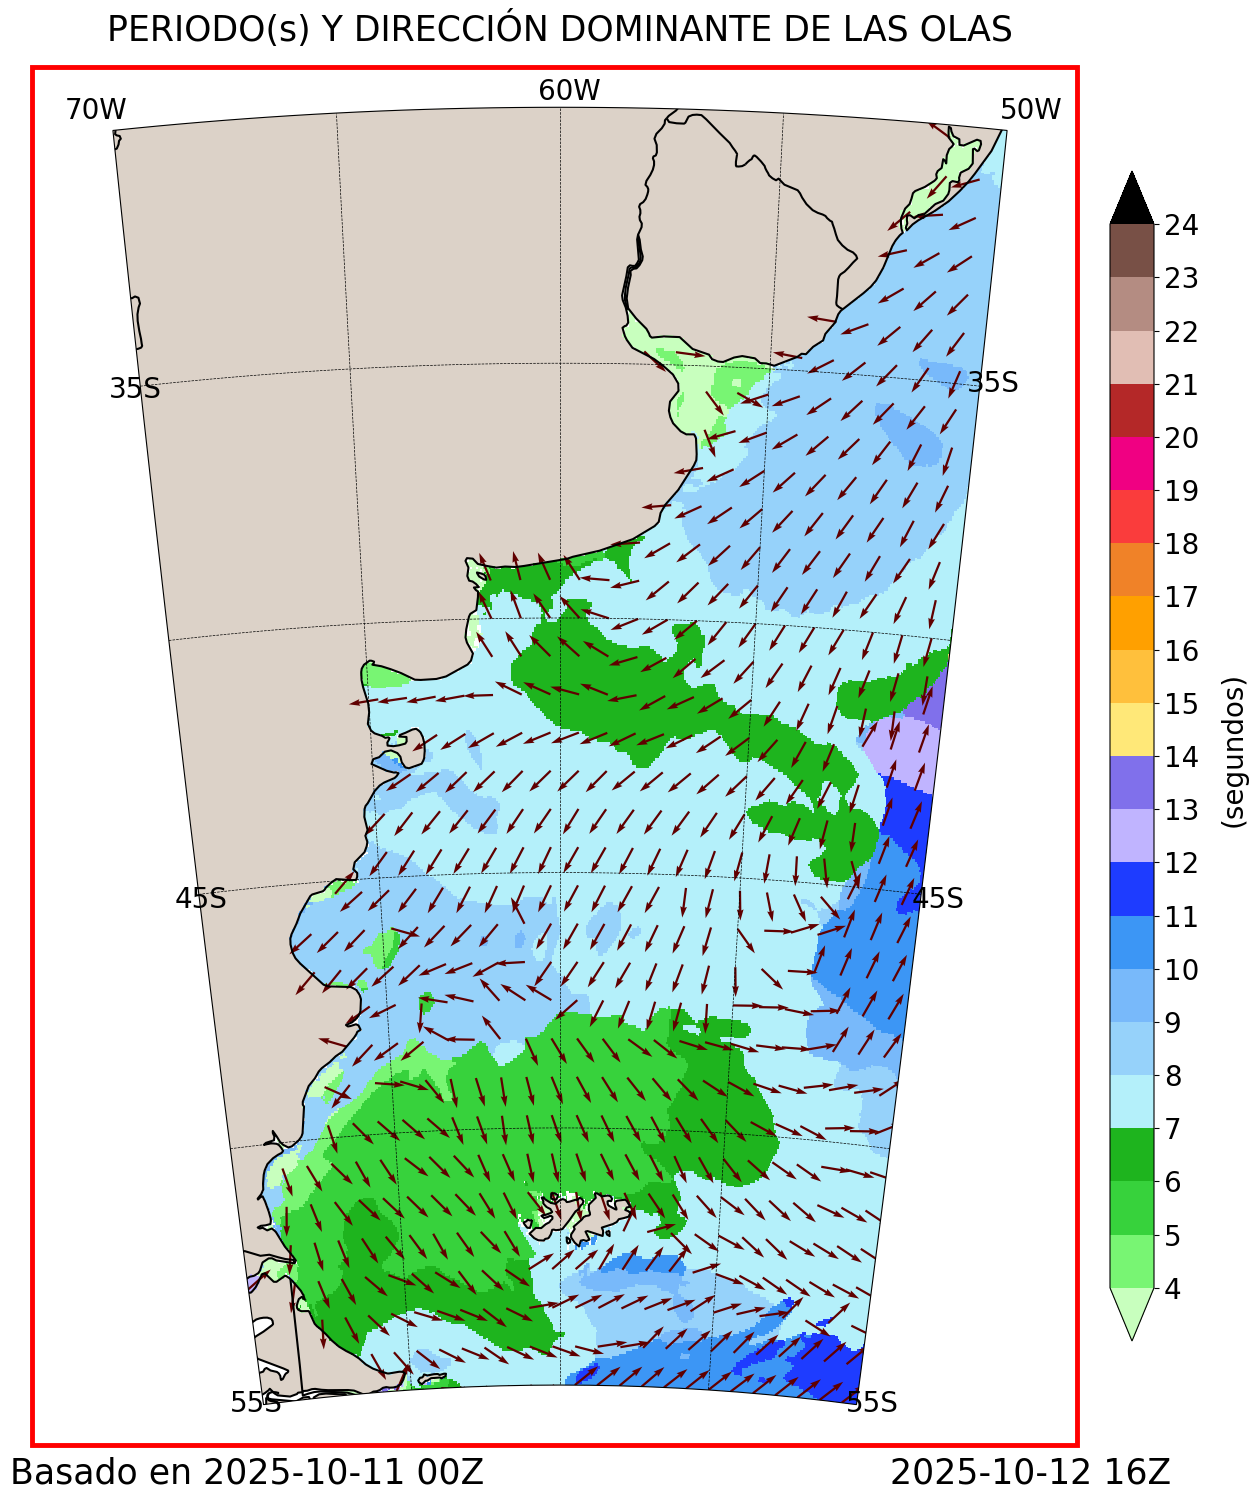 PERIODO(s) Y DIRECCIÓN DOMINANTE DE LAS OLAS
70W
60W
50W
35S
35S
45S
45S
55S
55S
24
23
22
21
20
19
18
17
16
15
14
13
12
11
10
9
8
7
6
5
4
(segundos)
Basado en 2025-10-11 00Z
2025-10-12 16Z